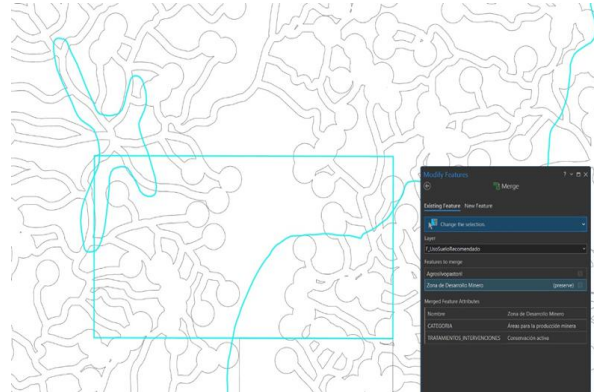 Modify Features
Merge
Existing Feature New Feature
Change the selection.
Layer
Features to merge
Agrosilvopastoril
Zona de Desarrollo Minero (preserve)
Merged Feature Attributes
Nombre Zona de Desarrollo Minero
CATEGORIA Áreas para la producción minera
TRATAMIENTOS_INTERVENCIONES Conservación activa